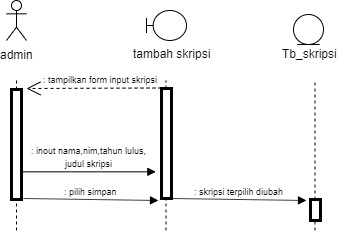 admin
tambah skripsi
Tb_skripsi
: tampilkan form input skripsi
: inout nama,nim,tahun lulus,
judul skripsi
: pilih simpan
: skripsi terpilih diubah